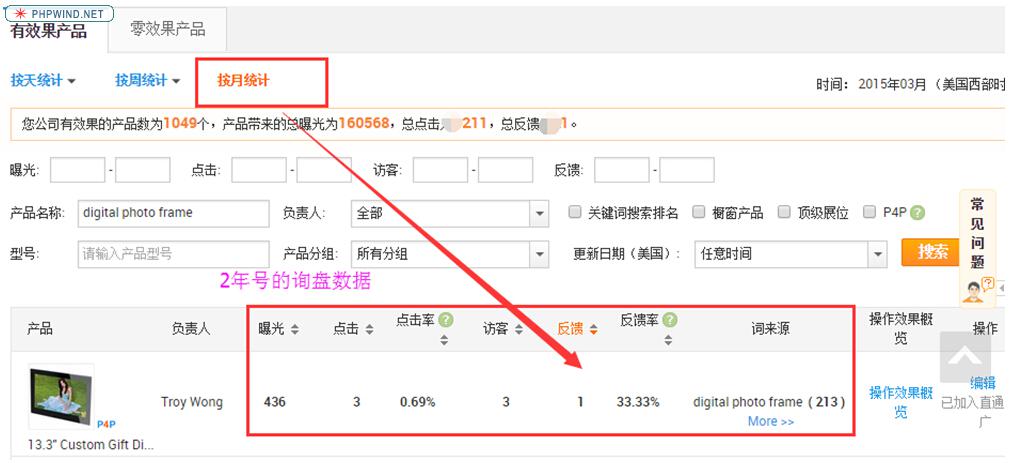 PHPWIND.NET
有效果产品 零效果产品
按天统计 按周统计 按月统计
时间: 2015年03月 (美国西部时
您公司有效果的产品数为1049个，产品带来的总曝光为160568，总点击 211，总反馈 1。
曝光: - 点击: - 访客: - 反馈: -
产品名称: digital photo frame 负责人: 全部 关键词搜索排名 橱窗产品 顶级展位 P4P ?
型号: 请输入产品型号 产品分组: 所有分组 更新日期 (美国) : 任意时间 搜索
常见问题
2年号的询盘数据
产品 负责人 曝光 点击 点击率 ? 访客 反馈 反馈率 ? 词来源 操作效果概览 操作
P4P
13.3" Custom Gift Di...
Troy Wong 436 3 0.69% 3 1 33.33% digital photo frame ( 213 )
More >>
操作效果概览
编辑
已加入直通
广